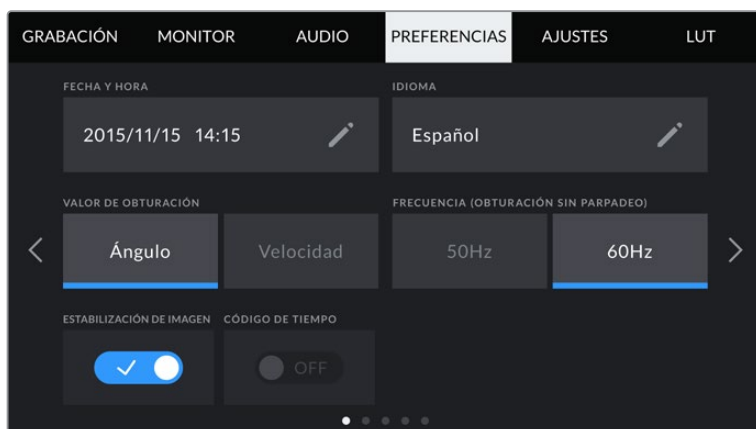 GRABACIÓN MONITOR AUDIO PREFERENCIAS AJUSTES LUT
FECHA Y HORA IDIOMA
2015/11/15 14:15 Español
VALOR DE OBTURACIÓN FRECUENCIA (OBTURACIÓN SIN PARPADEO)
Ángulo Velocidad 50Hz 60Hz
ESTABILIZACIÓN DE IMAGEN CÓDIGO DE TIEMPO
OFF